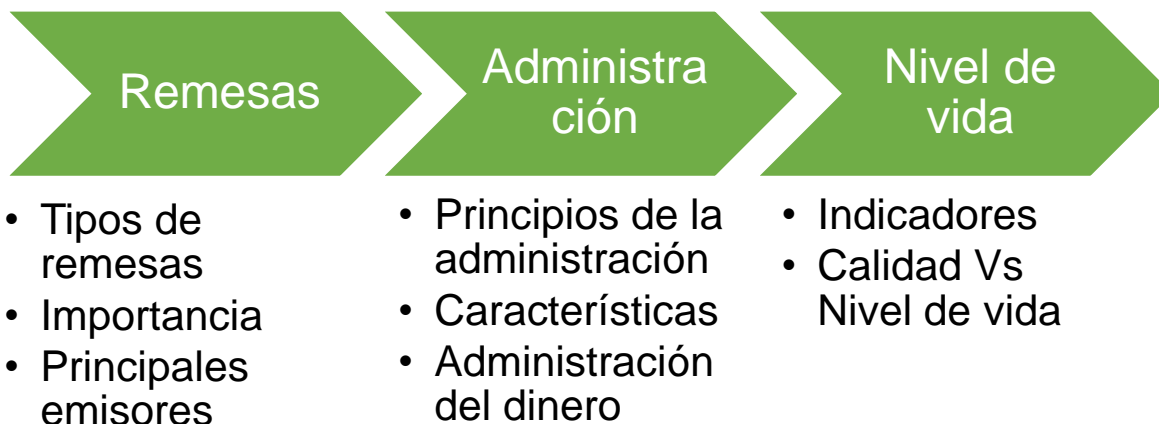 Remesas
Administra
ción
Nivel de
vida
• Tipos de
remesas
• Importancia
• Principales
emisores
• Principios de la
administración
• Características
• Administración
del dinero
• Indicadores
• Calidad Vs
Nivel de vida